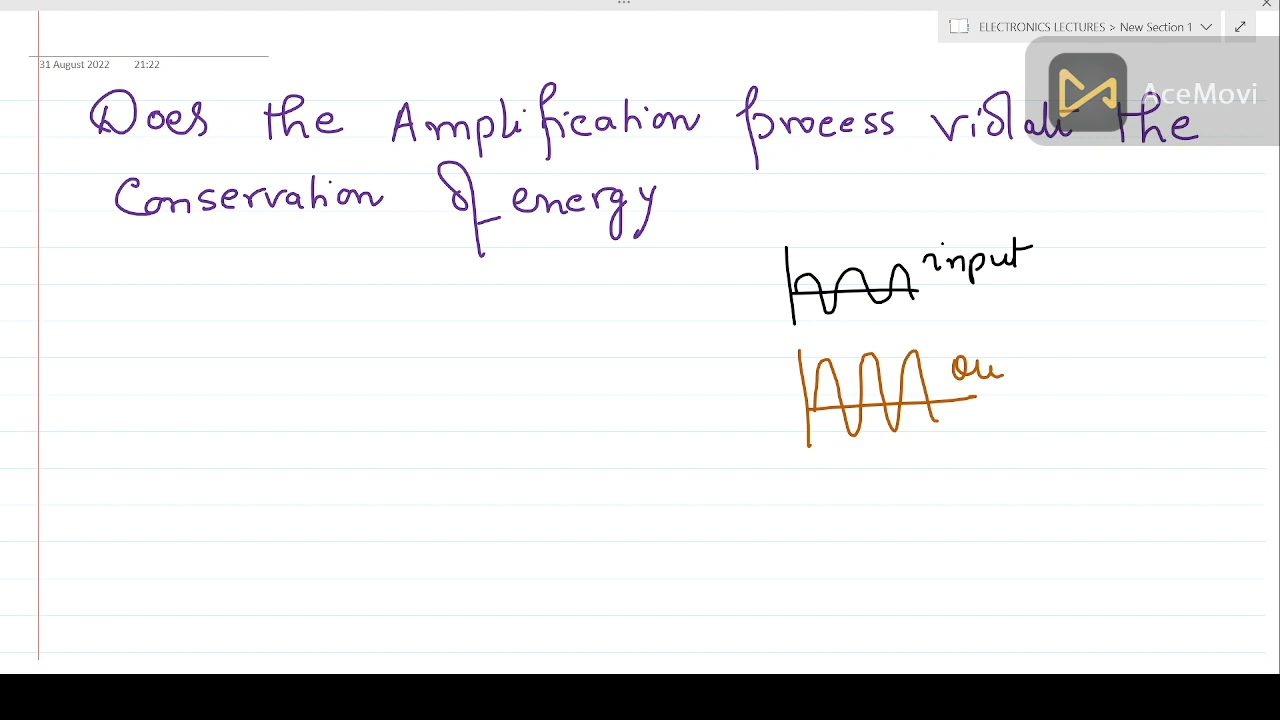 ELECTRONICS LECTURES > New Section 1
31 August 2022 21:22
AceMovi
Does the Amplification process violate the
Conservation of energy
input
ou